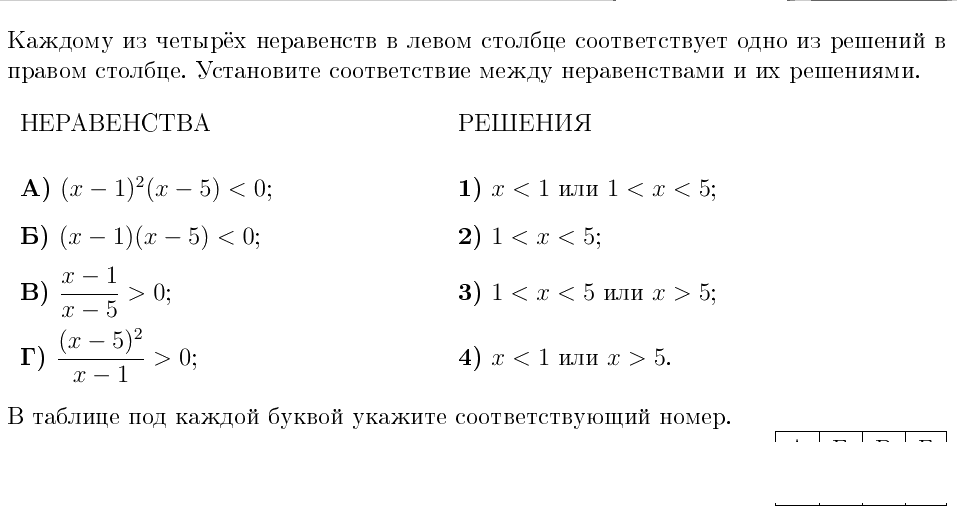 Каждому из четырёх неравенств в левом столбце соответствует одно из решений в
правом столбце. Установите соответствие между неравенствами и их решениями.
НЕРАВЕНСТВА РЕШЕНИЯ
А) (x − 1)²(x − 5) < 0; 1) x < 1 или 1 < x < 5;
Б) (x − 1)(x − 5) < 0; 2) 1 < x < 5;
В) (x − 1)/(x − 5) > 0; 3) 1 < x < 5 или x > 5;
Г) (x − 5)²/(x − 1) > 0; 4) x < 1 или x > 5.
В таблице под каждой буквой укажите соответствующий номер.